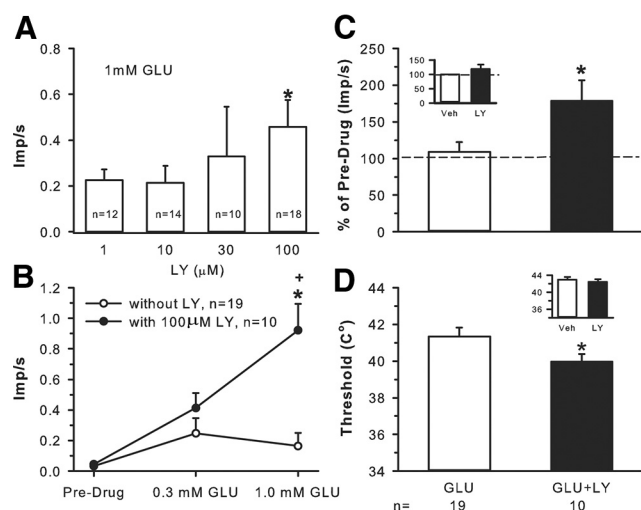 A
0.8
0.6
0.4
0.2
0.0
Imp/s
1mM GLU
*
n=12
n=14
n=10
n=18
1
10
30
100
LY (μM)
B
1.2
1.0
0.8
0.6
0.4
0.2
0.0
Imp/s
without LY, n=19
with 100μM LY, n=10
+
*
Pre-Drug
0.3 mM GLU
1.0 mM GLU
C
250
200
150
100
50
0
% of Pre-Drug (Imp/s)
150
100
50
0
Veh
LY
*
D
44
42
40
38
36
34
Threshold (C°)
44
40
36
Veh
LY
*
GLU
GLU+LY
n=
19
10